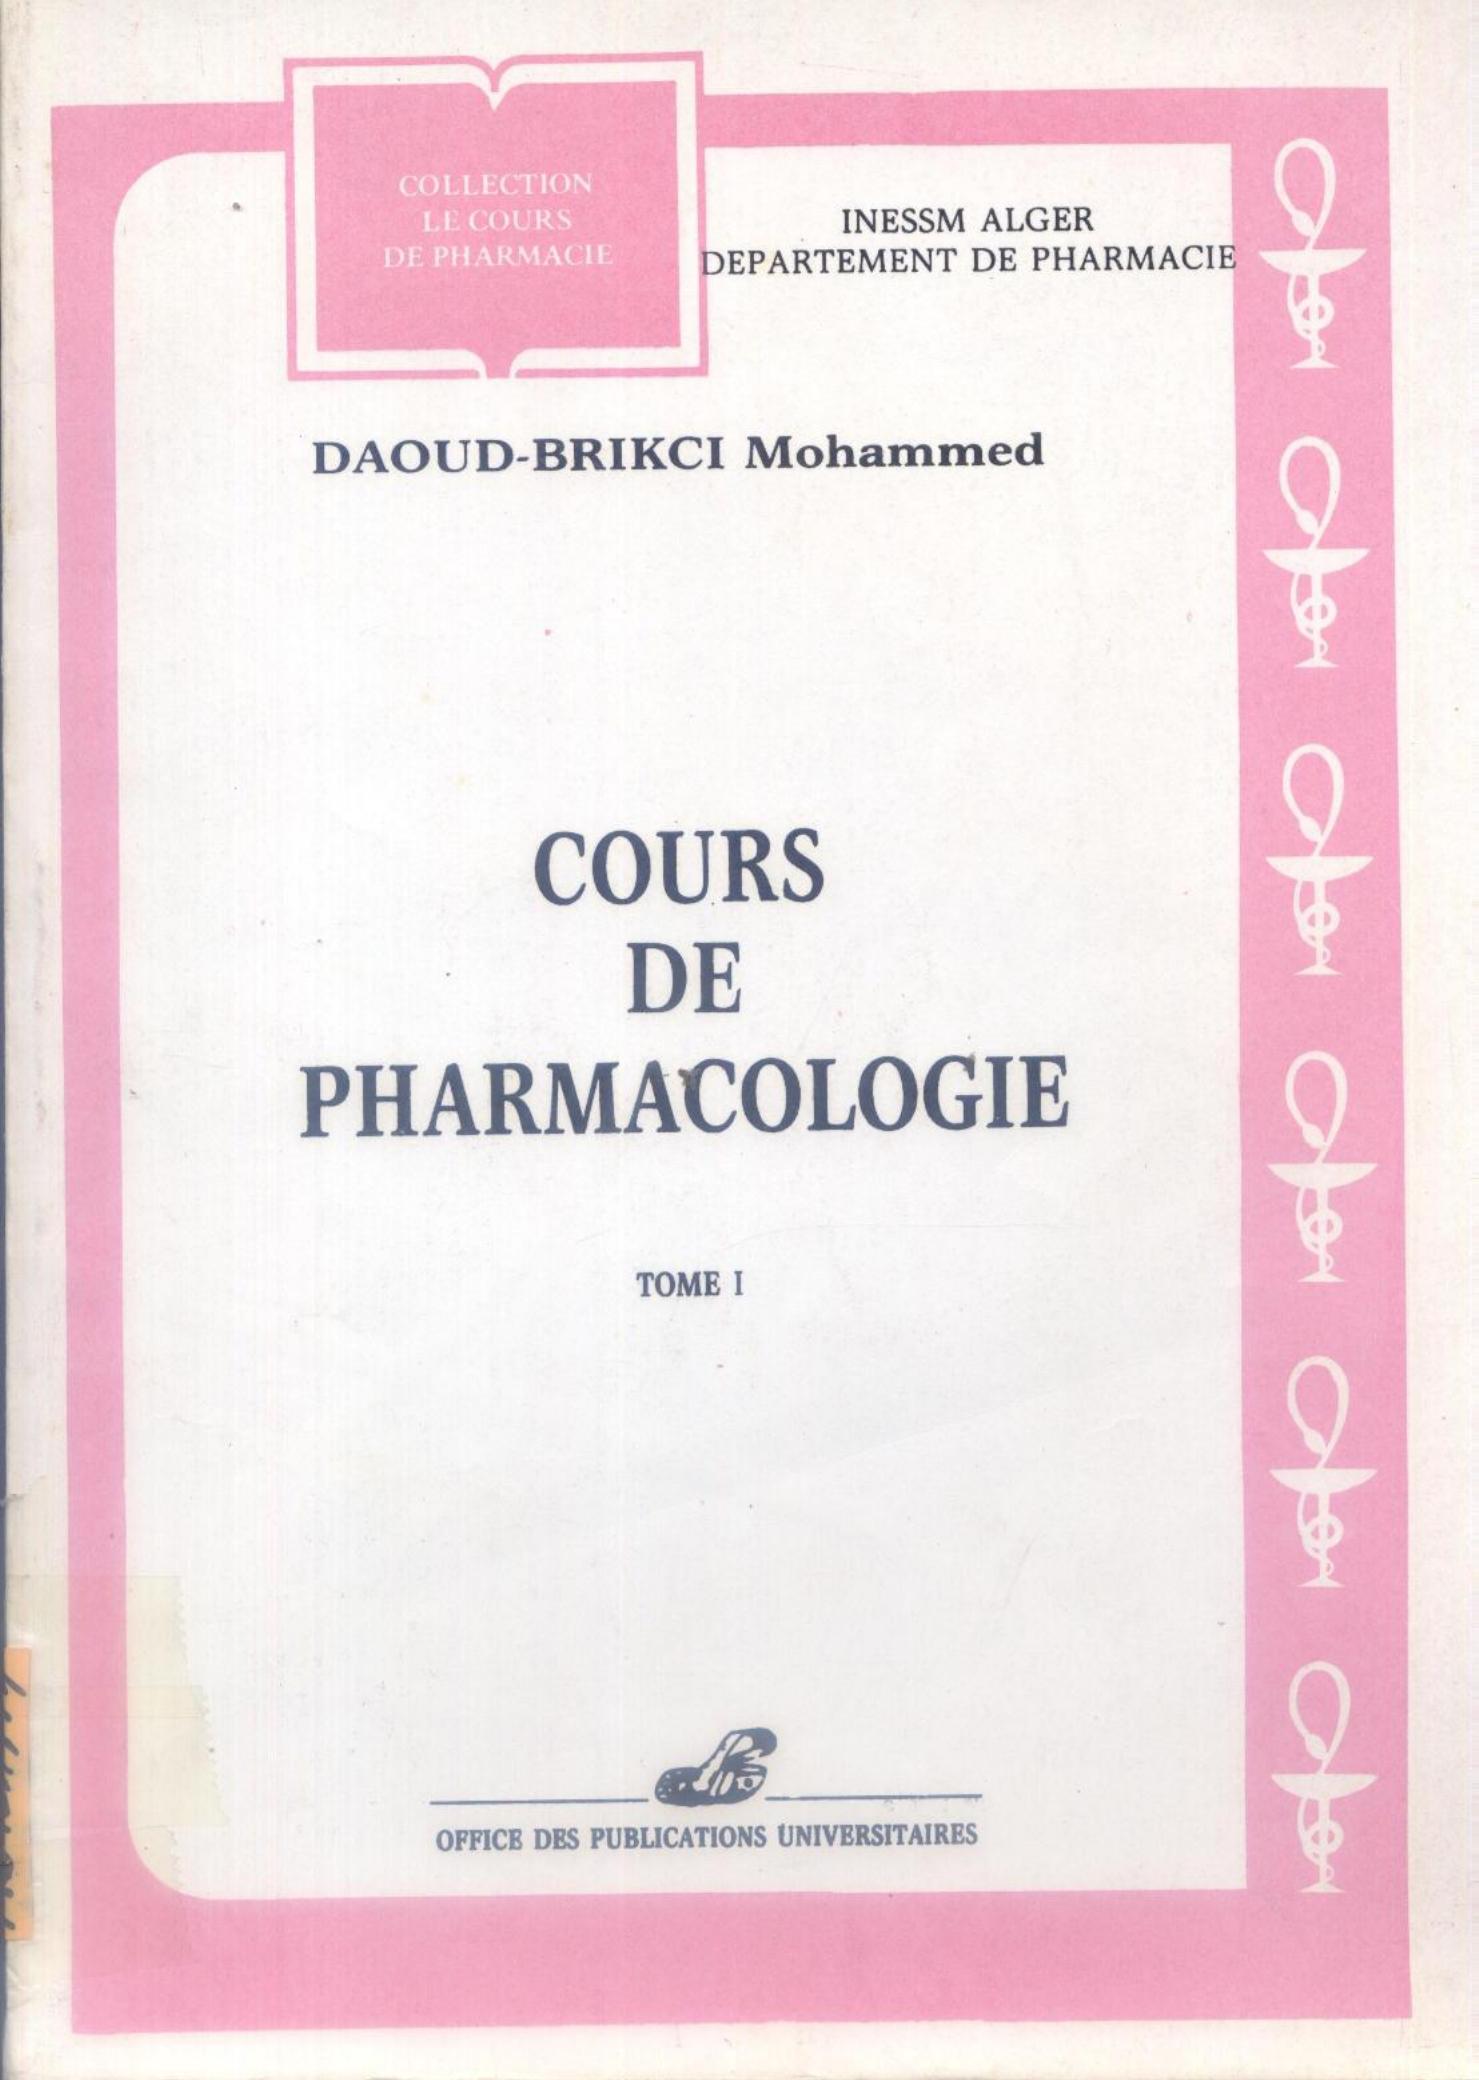 COLLECTION
LE COURS
DE PHARMACIE
INESSM ALGER
DEPARTEMENT DE PHARMACIE
DAOUD-BRIKCI Mohammed
COURS
DE
PHARMACOLOGIE
TOME I
OFFICE DES PUBLICATIONS UNIVERSITAIRES